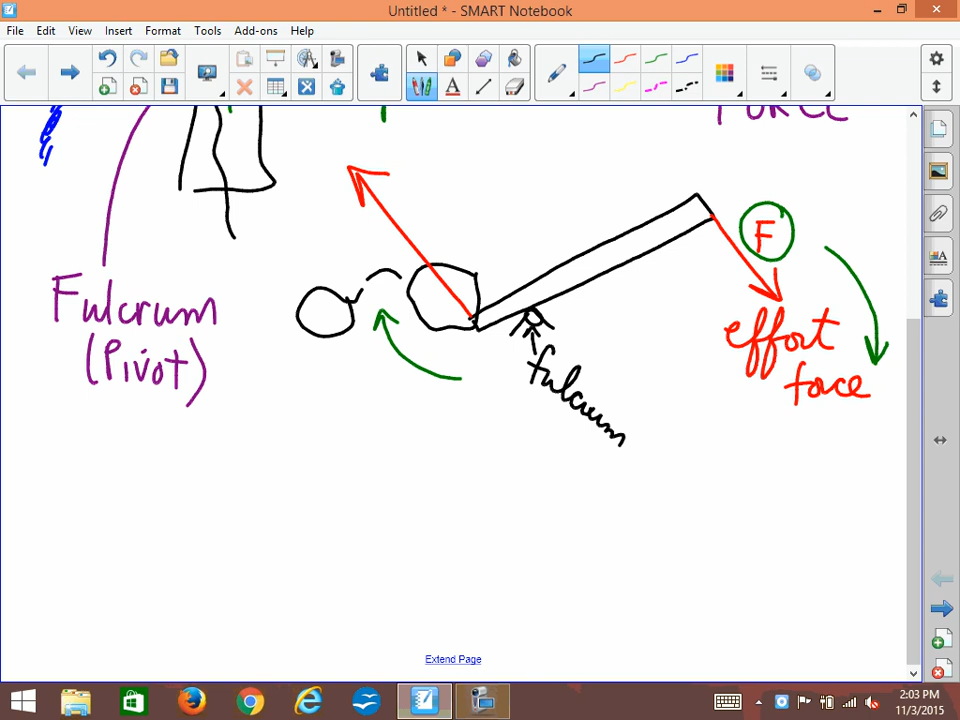 Untitled * - SMART Notebook
File Edit View Insert Format Tools Add-ons Help
FORCE
Fulcrum
(Pivot)
F
effort
force
fulcrum
Extend Page
2:03 PM
11/3/2015